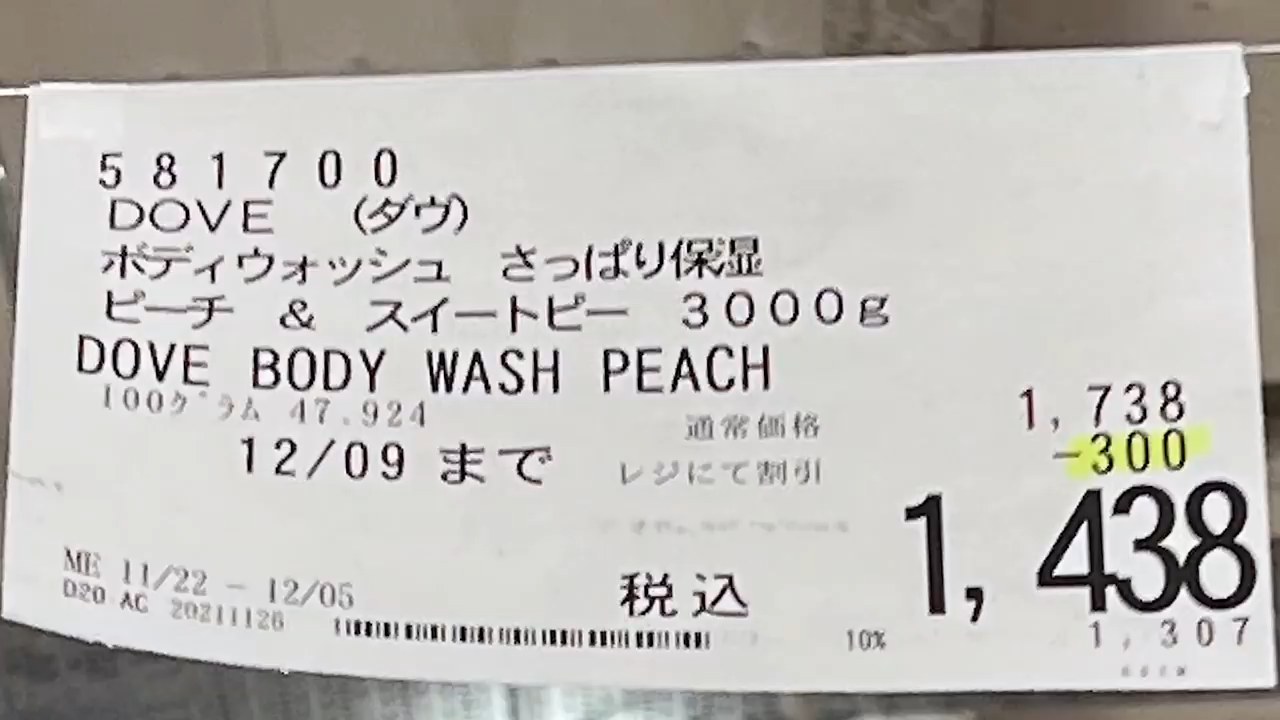 581700
DOVE （ダヴ）
ボディウォッシュ さっぱり保湿
ピーチ ＆ スイートピー 3000g
DOVE BODY WASH PEACH
100グラム 47.924
通常価格 1,738
12/09 まで
レジにて割引 -300
1,438
ME 11/22 - 12/05
税込
D20 AC 20211126
10% 1,307